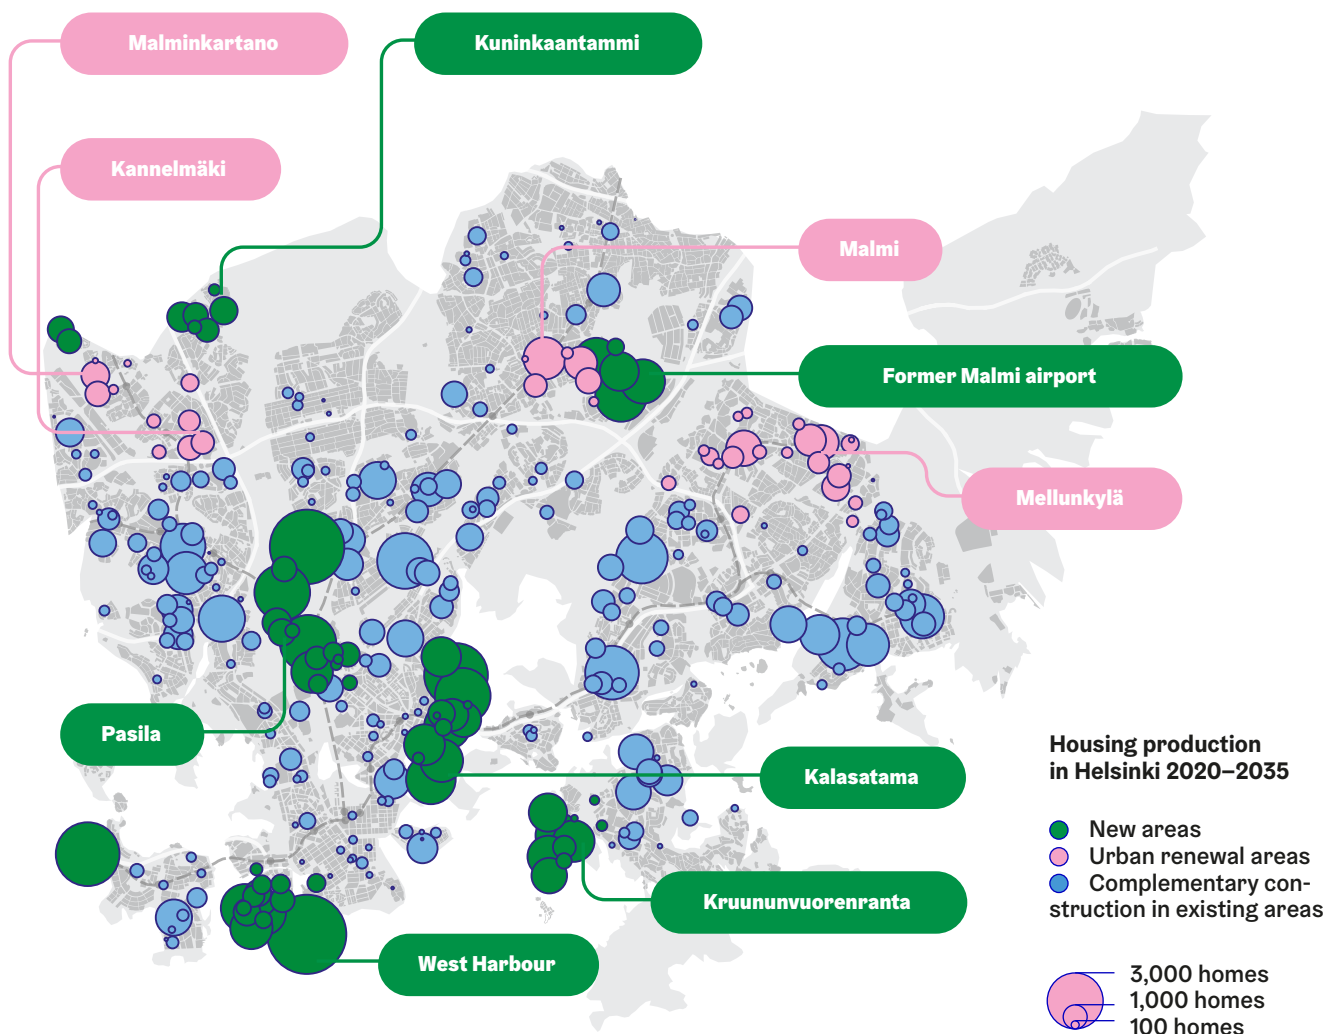 Malminkartano
Kuninkaantammi
Kannelmäki
Malmi
Former Malmi airport
Mellunkylä
Pasila
Kalasatama
Kruununvuorenranta
West Harbour
Housing production
in Helsinki 2020–2035
New areas
Urban renewal areas
Complementary con-
struction in existing areas
3,000 homes
1,000 homes
100 homes